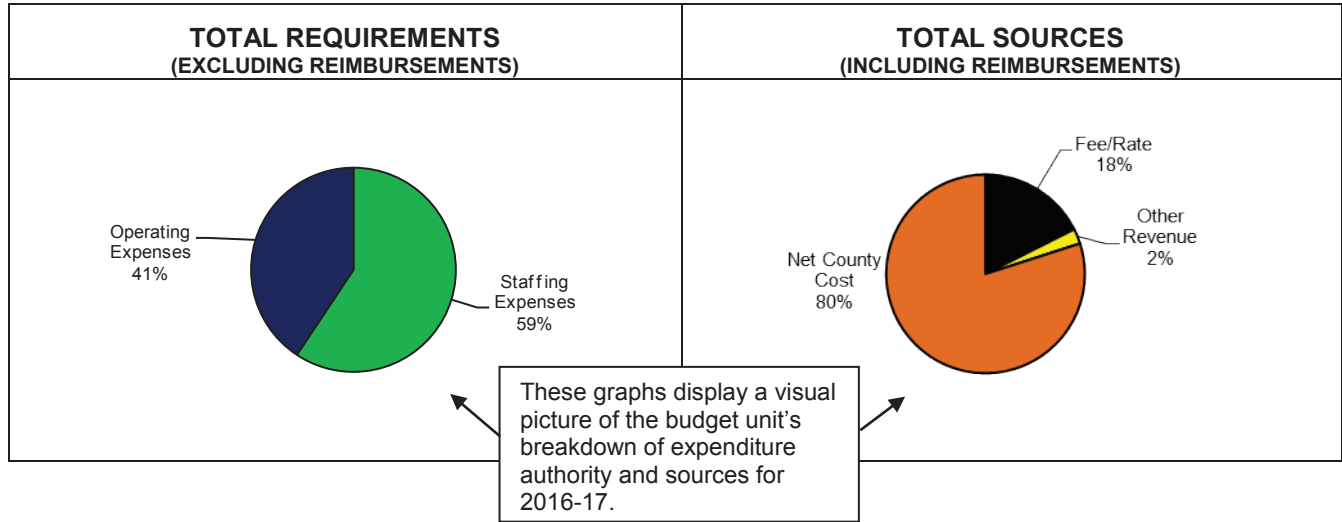 TOTAL REQUIREMENTS
(EXCLUDING REIMBURSEMENTS)
Operating
Expenses
41%
Staffing
Expenses
59%
TOTAL SOURCES
(INCLUDING REIMBURSEMENTS)
Fee/Rate
18%
Other
Revenue
2%
Net County
Cost
80%
These graphs display a visual
picture of the budget unit’s
breakdown of expenditure
authority and sources for
2016-17.